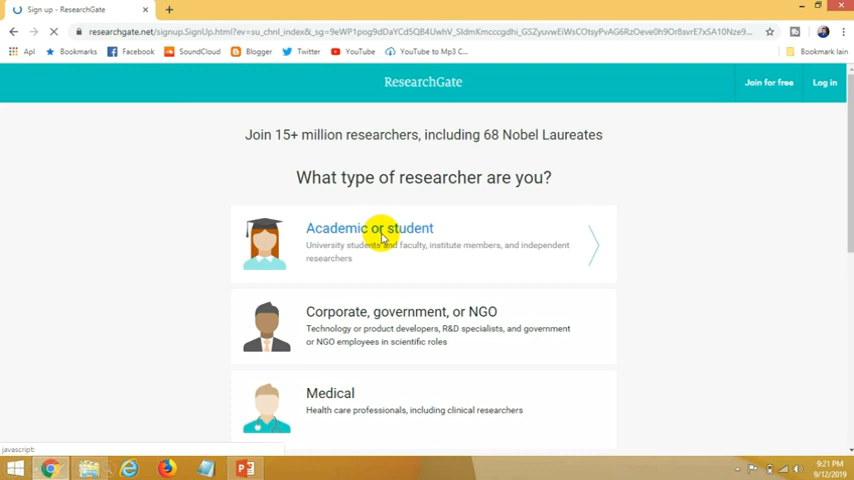 Sign up - ResearchGate
researchgate.net/signup.SignUp.html?ev=su_chnl_index&_sg=
Apl
Bookmarks
Facebook
SoundCloud
Blogger
Twitter
YouTube
YouTube to Mp3 C...
Bookmark lain
ResearchGate
Join for free
Log in
Join 15+ million researchers, including 68 Nobel Laureates
What type of researcher are you?
Academic or student
University students and faculty, institute members, and independent
researchers
Corporate, government, or NGO
Technology or product developers, R&D specialists, and government
or NGO employees in scientific roles
Medical
Health care professionals, including clinical researchers
javascript:
9:21 PM
9/12/2019